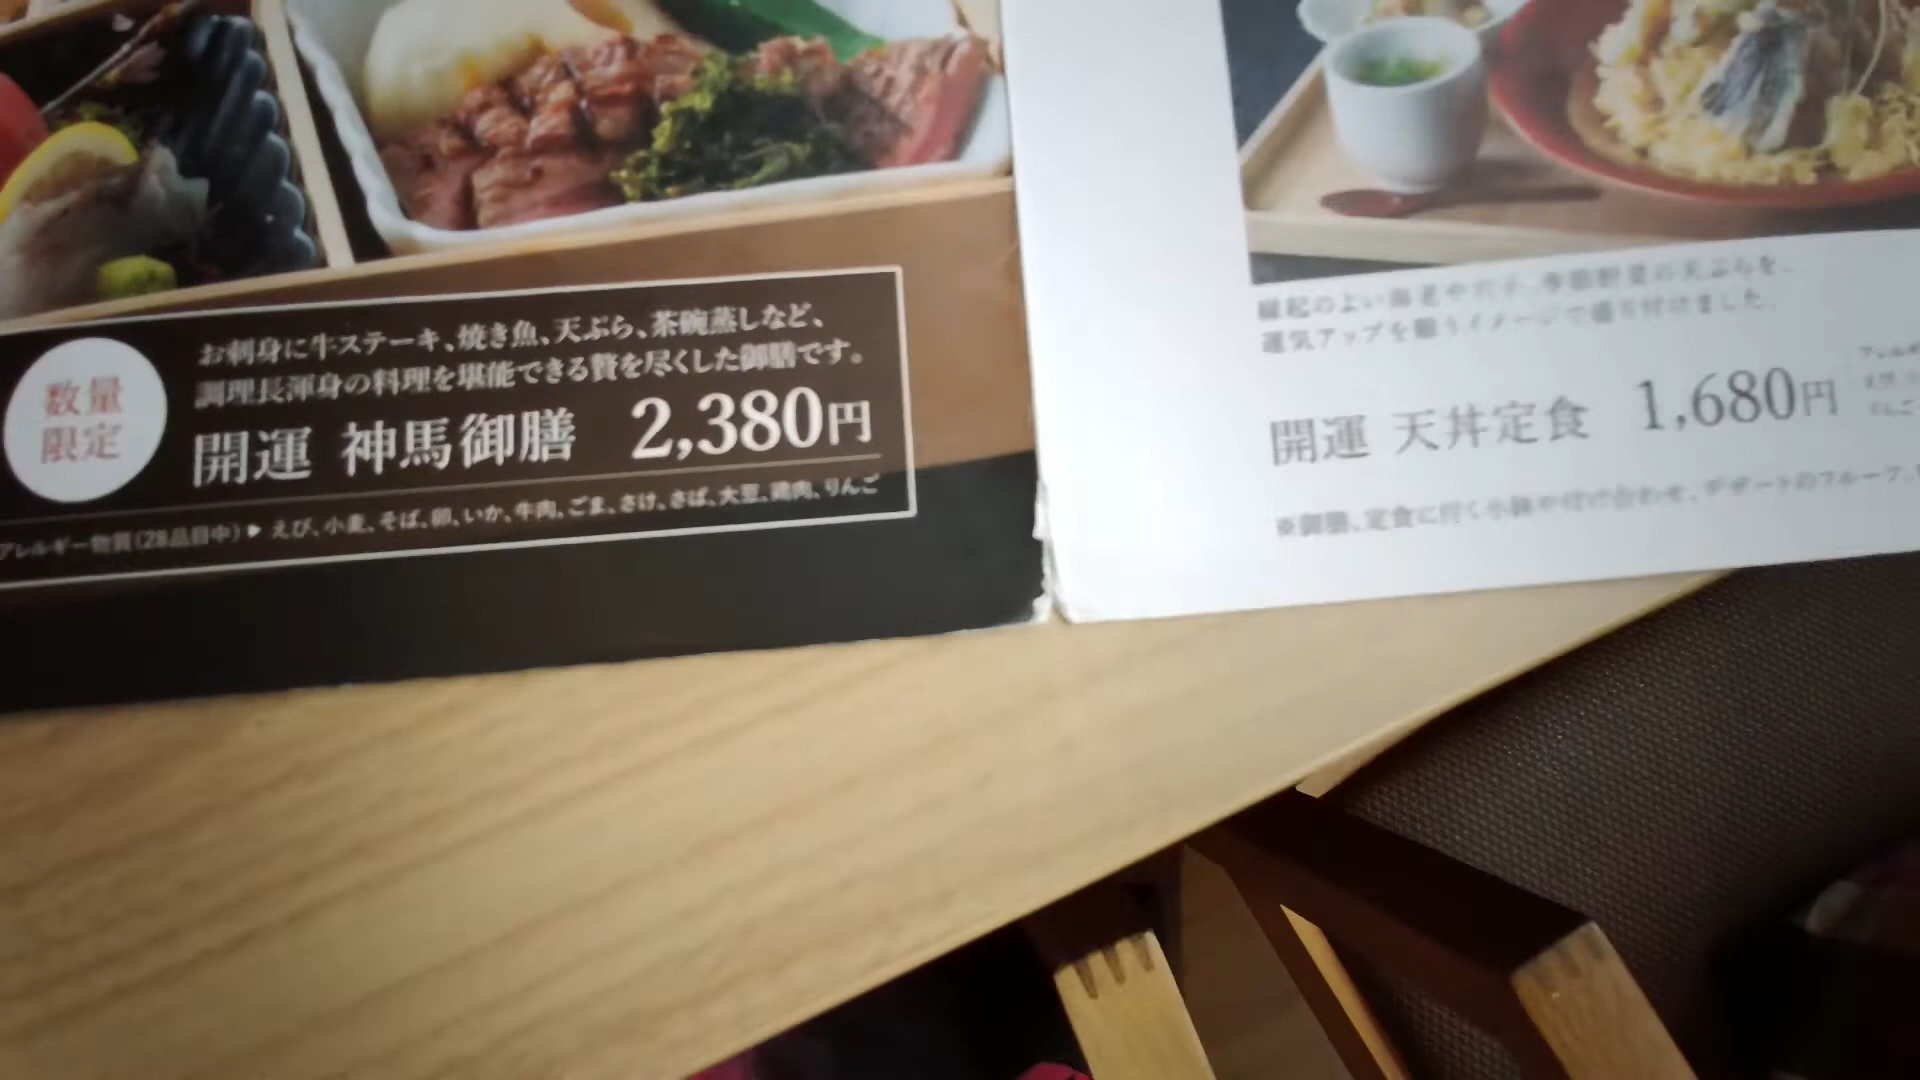 数量
限定
お刺身に牛ステーキ、焼き魚、天ぷら、茶碗蒸しなど、
調理長渾身の料理を堪能できる贅を尽くした御膳です。
開運 神馬御膳 2,380円
アレルギー物質(28品目中)▶ えび、小麦、そば、卵、いか、牛肉、ごま、さけ、さば、大豆、鶏肉、りんご
縁起のよい海老や穴子、季節野菜の天ぷらを、
運気アップを願うイメージで盛り付けました。
開運 天丼定食 1,680円
※御膳、定食に付く小鉢や付け合わせ、デザートのフルーツ、